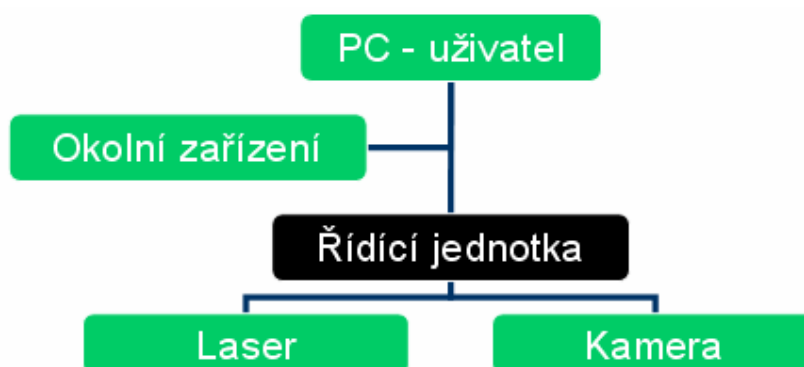 PC - uživatel
Okolní zařízení
Řídící jednotka
Laser
Kamera